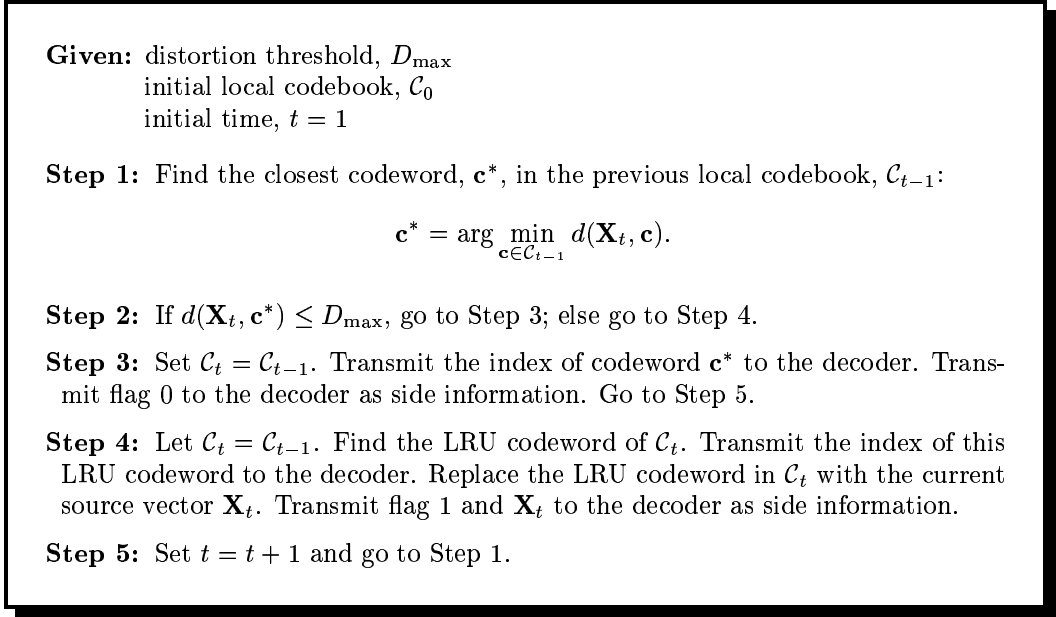 Given: distortion threshold, D_max
initial local codebook, 𝒞_0
initial time, t = 1
Step 1: Find the closest codeword, c*, in the previous local codebook, 𝒞_{t−1}:
c* = arg min_{c∈𝒞_{t−1}} d(X_t, c).
Step 2: If d(X_t, c*) ≤ D_max, go to Step 3; else go to Step 4.
Step 3: Set 𝒞_t = 𝒞_{t−1}. Transmit the index of codeword c* to the decoder. Trans-
mit flag 0 to the decoder as side information. Go to Step 5.
Step 4: Let 𝒞_t = 𝒞_{t−1}. Find the LRU codeword of 𝒞_t. Transmit the index of this
LRU codeword to the decoder. Replace the LRU codeword in 𝒞_t with the current
source vector X_t. Transmit flag 1 and X_t to the decoder as side information.
Step 5: Set t = t + 1 and go to Step 1.